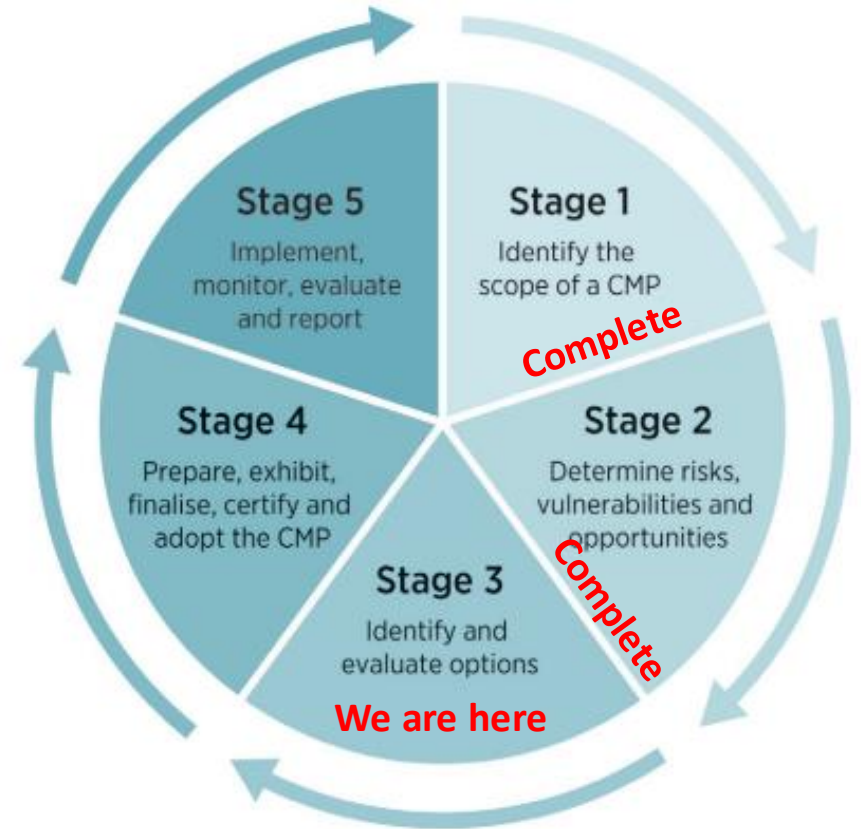 Stage 1
Identify the
scope of a CMP
Complete
Stage 2
Determine risks,
vulnerabilities and
opportunities
Complete
Stage 3
Identify and
evaluate options
We are here
Stage 4
Prepare, exhibit,
finalise, certify and
adopt the CMP
Stage 5
Implement,
monitor, evaluate
and report